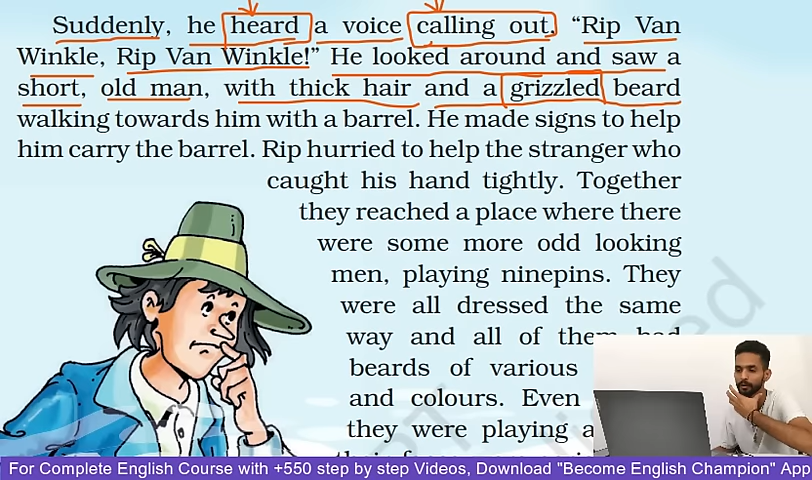 Suddenly, he heard a voice calling out. “Rip Van
Winkle, Rip Van Winkle!” He looked around and saw a
short, old man, with thick hair and a grizzled beard
walking towards him with a barrel. He made signs to help
him carry the barrel. Rip hurried to help the stranger who
caught his hand tightly. Together
they reached a place where there
were some more odd looking
men, playing ninepins. They
were all dressed the same
way and all of them had
beards of various
and colours. Even
they were playing a
For Complete English Course with +550 step by step Videos, Download "Become English Champion" App